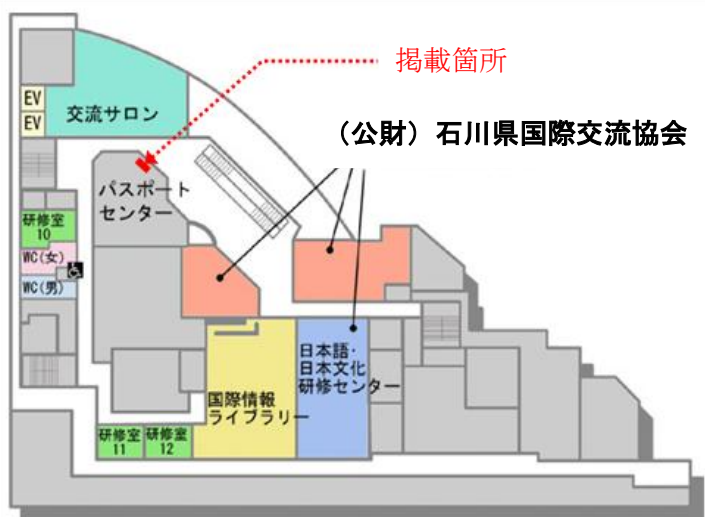 掲載箇所
EV
EV
交流サロン
(公財)石川県国際交流協会
パスポート
センター
研修室
10
WC(女)
WC(男)
日本語・
日本文化
研修センター
国際情報
ライブラリー
研修室
11
研修室
12